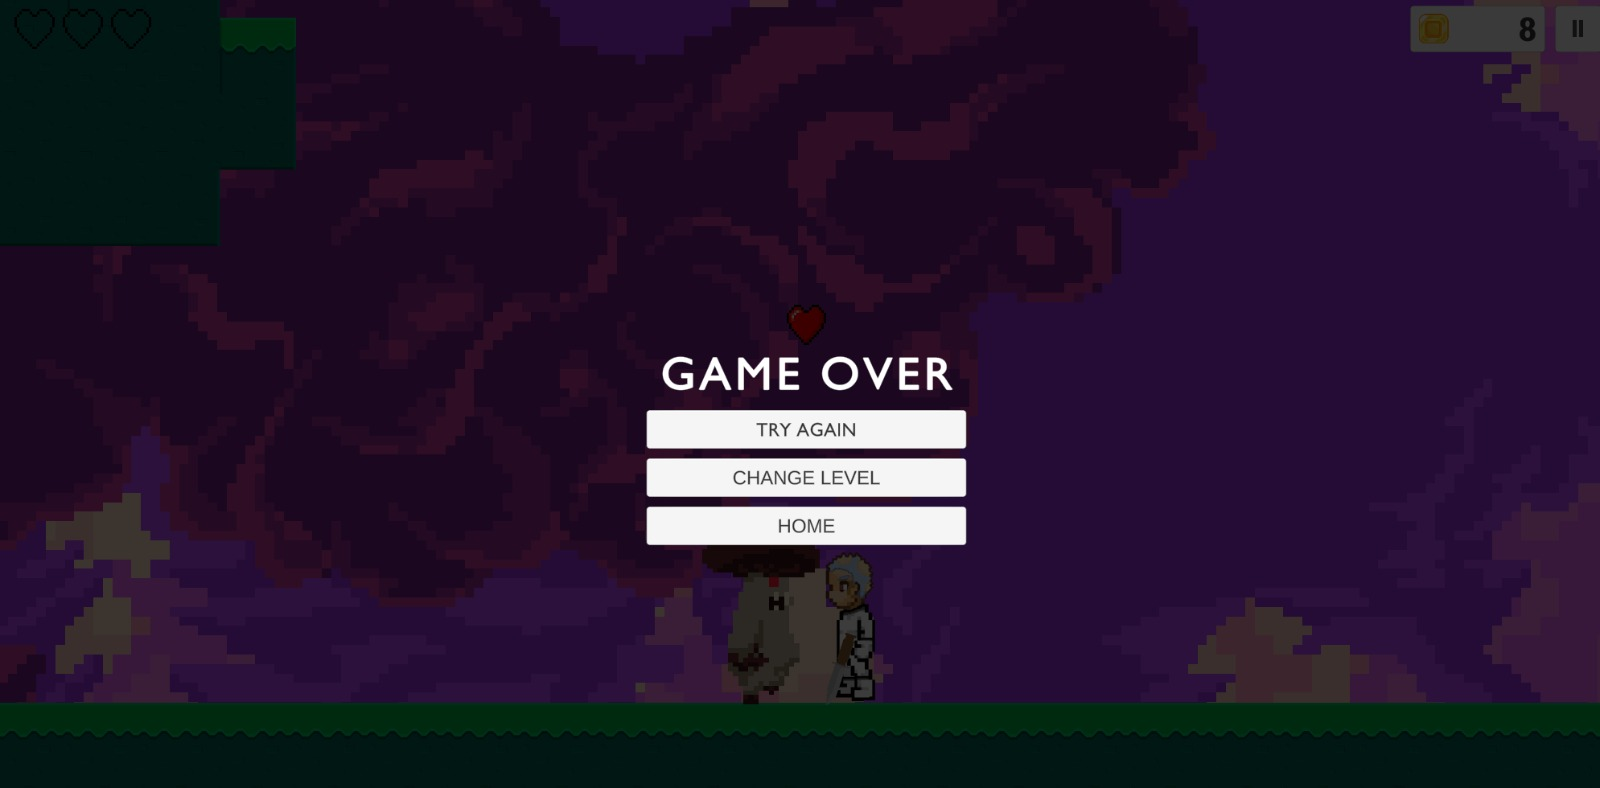 8
GAME OVER
TRY AGAIN
CHANGE LEVEL
HOME
H